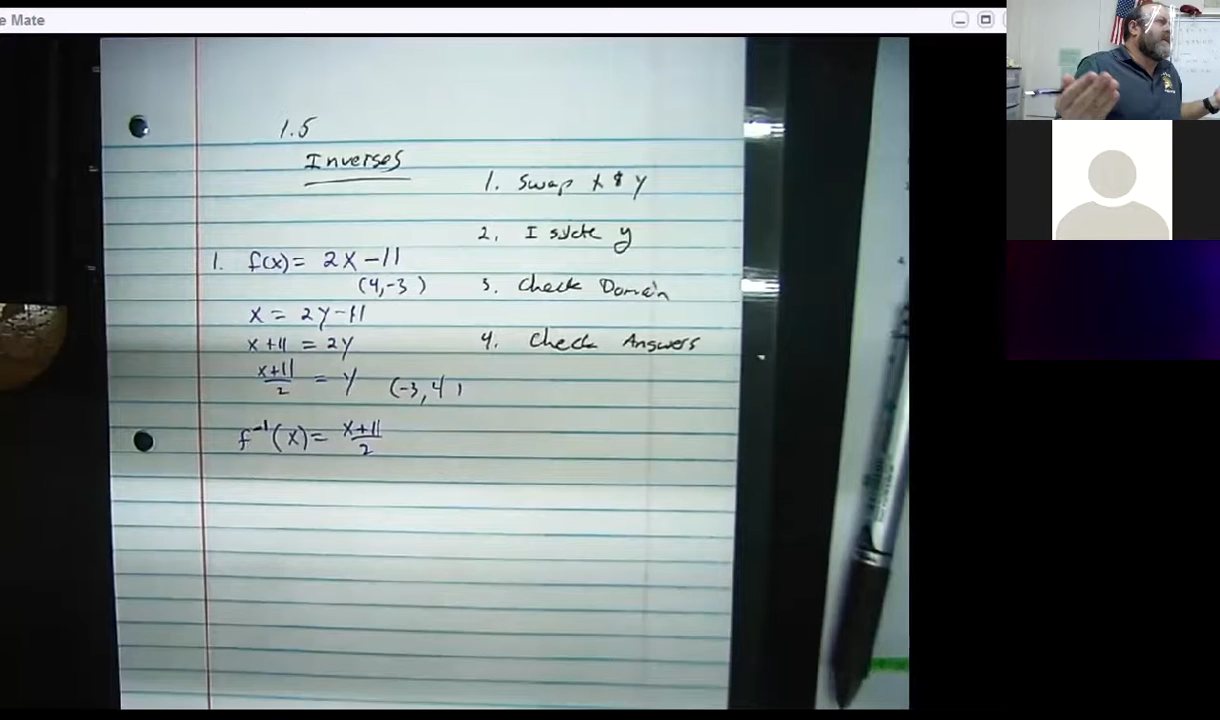 e Mate
1.5
Inverses
1. Swap x & y
2. Isolate y
1. f(x) = 2x - 11
(4, -3)
3. Check Domain
x = 2y - 11
x + 11 = 2y
4. Check Answers
x+11/2 = y (-3, 4)
f⁻¹(x) = x+11/2